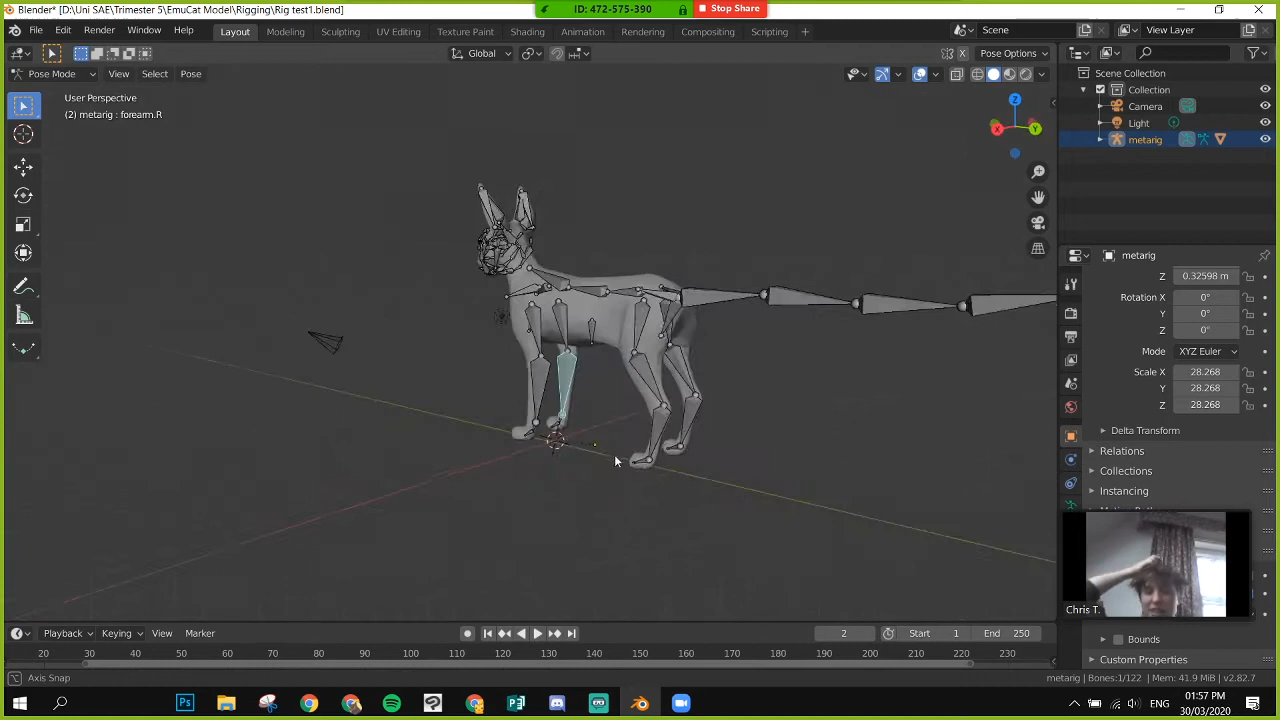 Blender* [D:\Uni SAE\Trimester 5\EmuCat Model\Rigging\Rig test1.blend]
ID: 472-575-390
Stop Share
File Edit Render Window Help
Layout Modeling Sculpting UV Editing Texture Paint Shading Animation Rendering Compositing Scripting +
Scene
View Layer
Global
Pose Options
Pose Mode
View Select Pose
User Perspective
(2) metarig : forearm.R
Z
X
Y
Scene Collection
Collection
Camera
Light
metarig
metarig
Z 0.32598 m
Rotation X 0°
Y 0°
Z 0°
Mode XYZ Euler
Scale X 28.268
Y 28.268
Z 28.268
Delta Transform
Relations
Collections
Instancing
Chris T.
Bounds
Custom Properties
Playback Keying View Marker
2
Start 1
End 250
20 30 40 50 60 70 80 90 100 110 120 130 140 150 160 170 180 190 200 210 220 230
Axis Snap
metarig | Bones:1/122 | Mem: 41.9 MiB | v2.82.7
Ps
01:57 PM
30/03/2020